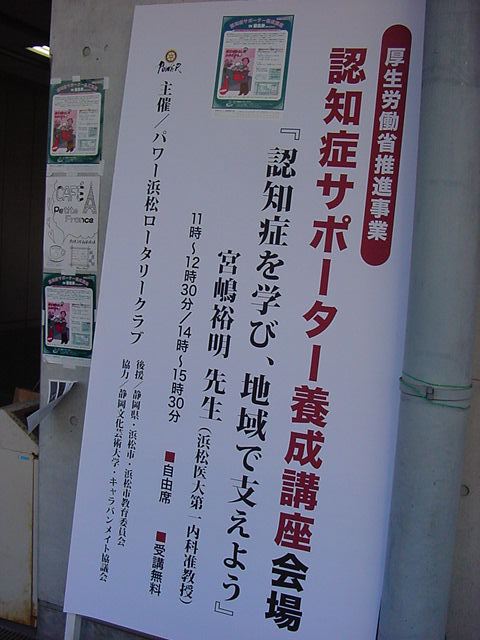 厚生労働省推進事業
認知症サポーター養成講座会場
『認知症を学び、地域で支えよう』
宮嶋裕明 先生（浜松医大第一内科准教授）
11時～12時30分／14時～15時30分
■自由席 ■受講無料
主催／パワー浜松ロータリークラブ
後援／静岡県・浜松市・浜松市教育委員会
協力／静岡文化芸術大学・キャラバンメイト協議会
CAFE
Petite
France